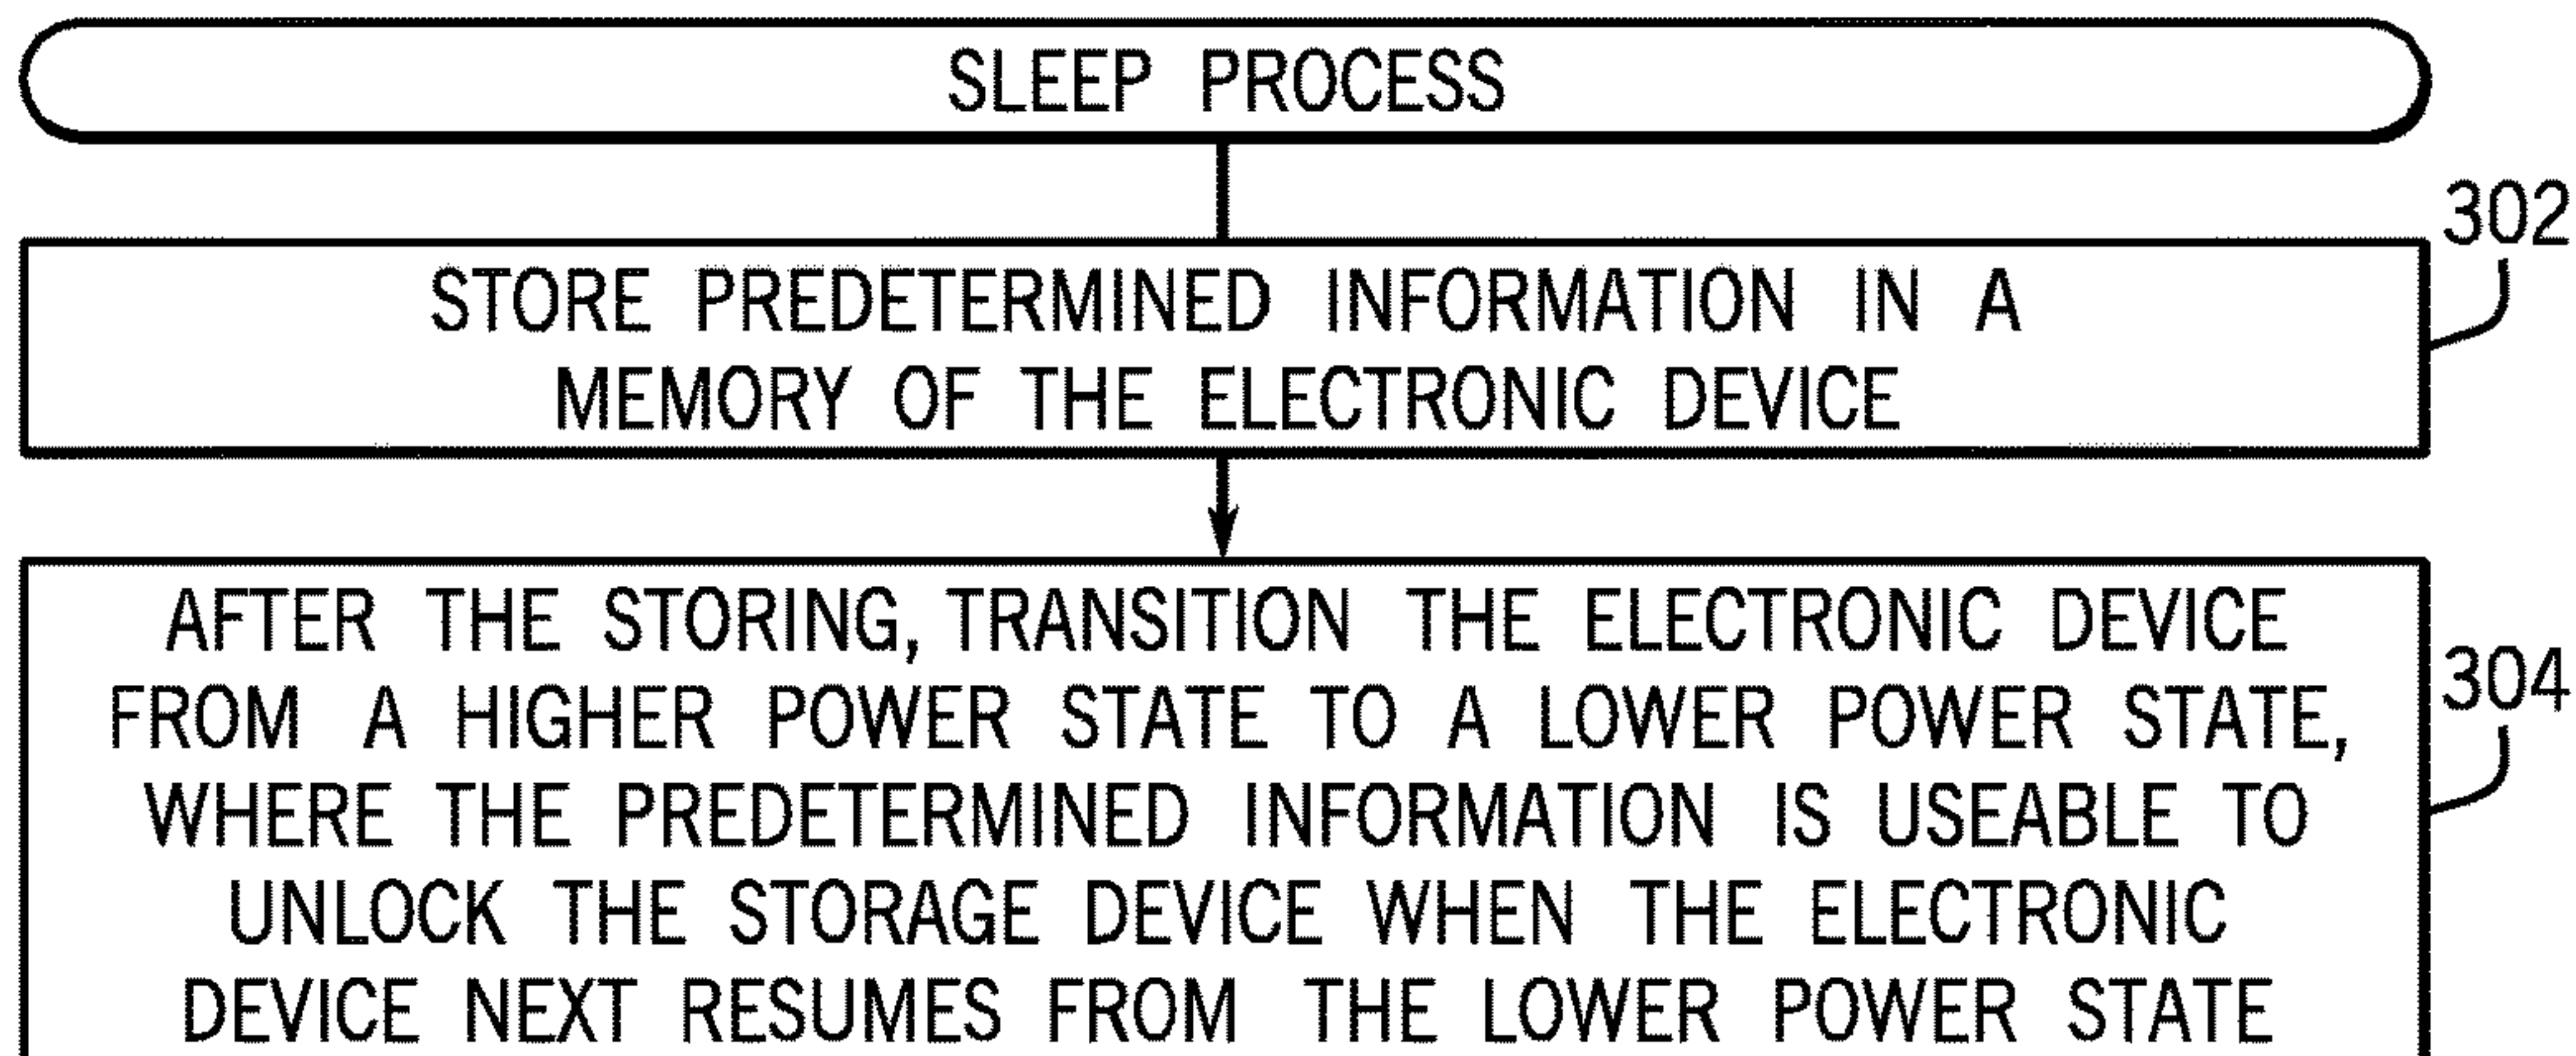 SLEEP PROCESS
302
STORE PREDETERMINED INFORMATION IN A
MEMORY OF THE ELECTRONIC DEVICE
AFTER THE STORING, TRANSITION THE ELECTRONIC DEVICE
304
FROM A HIGHER POWER STATE TO A LOWER POWER STATE,
WHERE THE PREDETERMINED INFORMATION IS USEABLE TO
UNLOCK THE STORAGE DEVICE WHEN THE ELECTRONIC
DEVICE NEXT RESUMES FROM THE LOWER POWER STATE